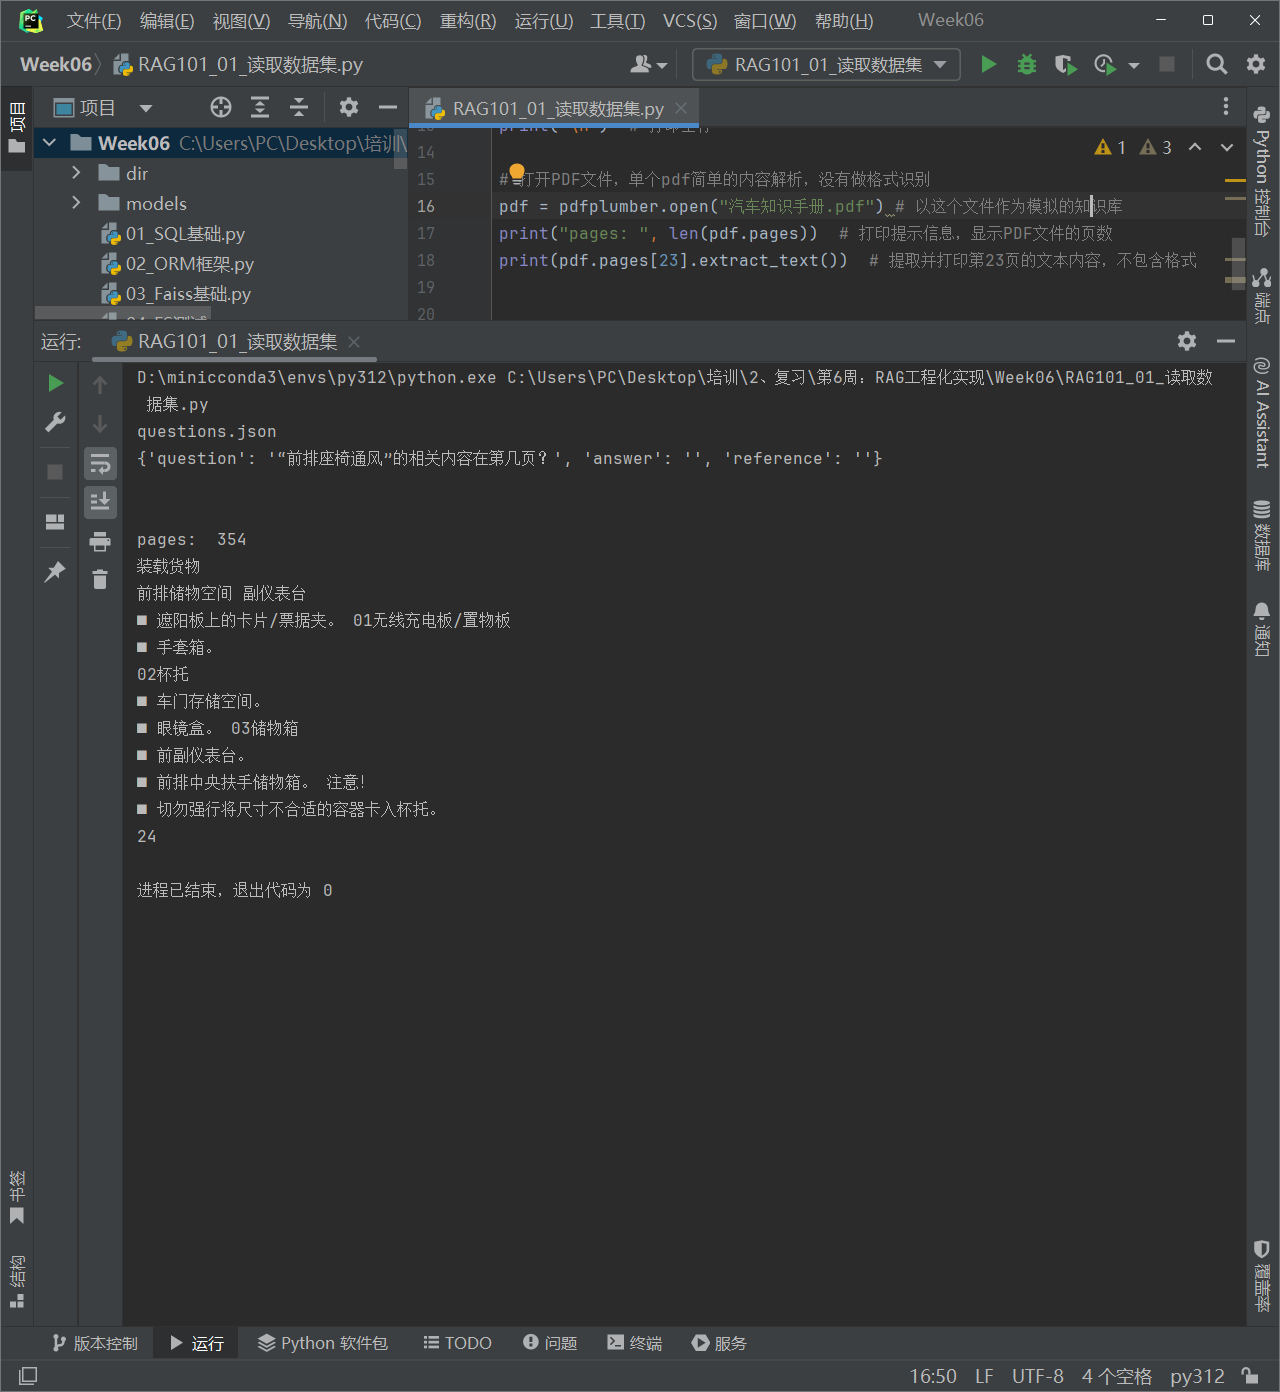 文件(F) 编辑(E) 视图(V) 导航(N) 代码(C) 重构(R) 运行(U) 工具(T) VCS(S) 窗口(W) 帮助(H) Week06
Week06 RAG101_01_读取数据集.py
RAG101_01_读取数据集
项目
项目
RAG101_01_读取数据集.py
Week06 C:\Users\PC\Desktop\培训\
dir
models
01_SQL基础.py
02_ORM框架.py
03_Faiss基础.py
14
15 # 打开PDF文件，单个pdf简单的内容解析，没有做格式识别
16 pdf = pdfplumber.open("汽车知识手册.pdf") # 以这个文件作为模拟的知识库
17 print("pages: ", len(pdf.pages)) # 打印提示信息，显示PDF文件的页数
18 print(pdf.pages[23].extract_text()) # 提取并打印第23页的文本内容，不包含格式
19
20
1 3
Python 控制台
端点
AI Assistant
数据库
通知
覆盖率
运行: RAG101_01_读取数据集
D:\minicconda3\envs\py312\python.exe C:\Users\PC\Desktop\培训\2、复习\第6周：RAG工程化实现\Week06\RAG101_01_读取数
据集.py
questions.json
{'question': '“前排座椅通风”的相关内容在第几页？', 'answer': '', 'reference': ''}
pages:  354
装载货物
前排储物空间 副仪表台
■ 遮阳板上的卡片/票据夹。 01无线充电板/置物板
■ 手套箱。
02杯托
■ 车门存储空间。
■ 眼镜盒。 03储物箱
■ 前副仪表台。
■ 前排中央扶手储物箱。 注意！
■ 切勿强行将尺寸不合适的容器卡入杯托。
24
进程已结束，退出代码为 0
书签
结构
版本控制 运行 Python 软件包 TODO 问题 终端 服务
16:50 LF UTF-8 4 个空格 py312